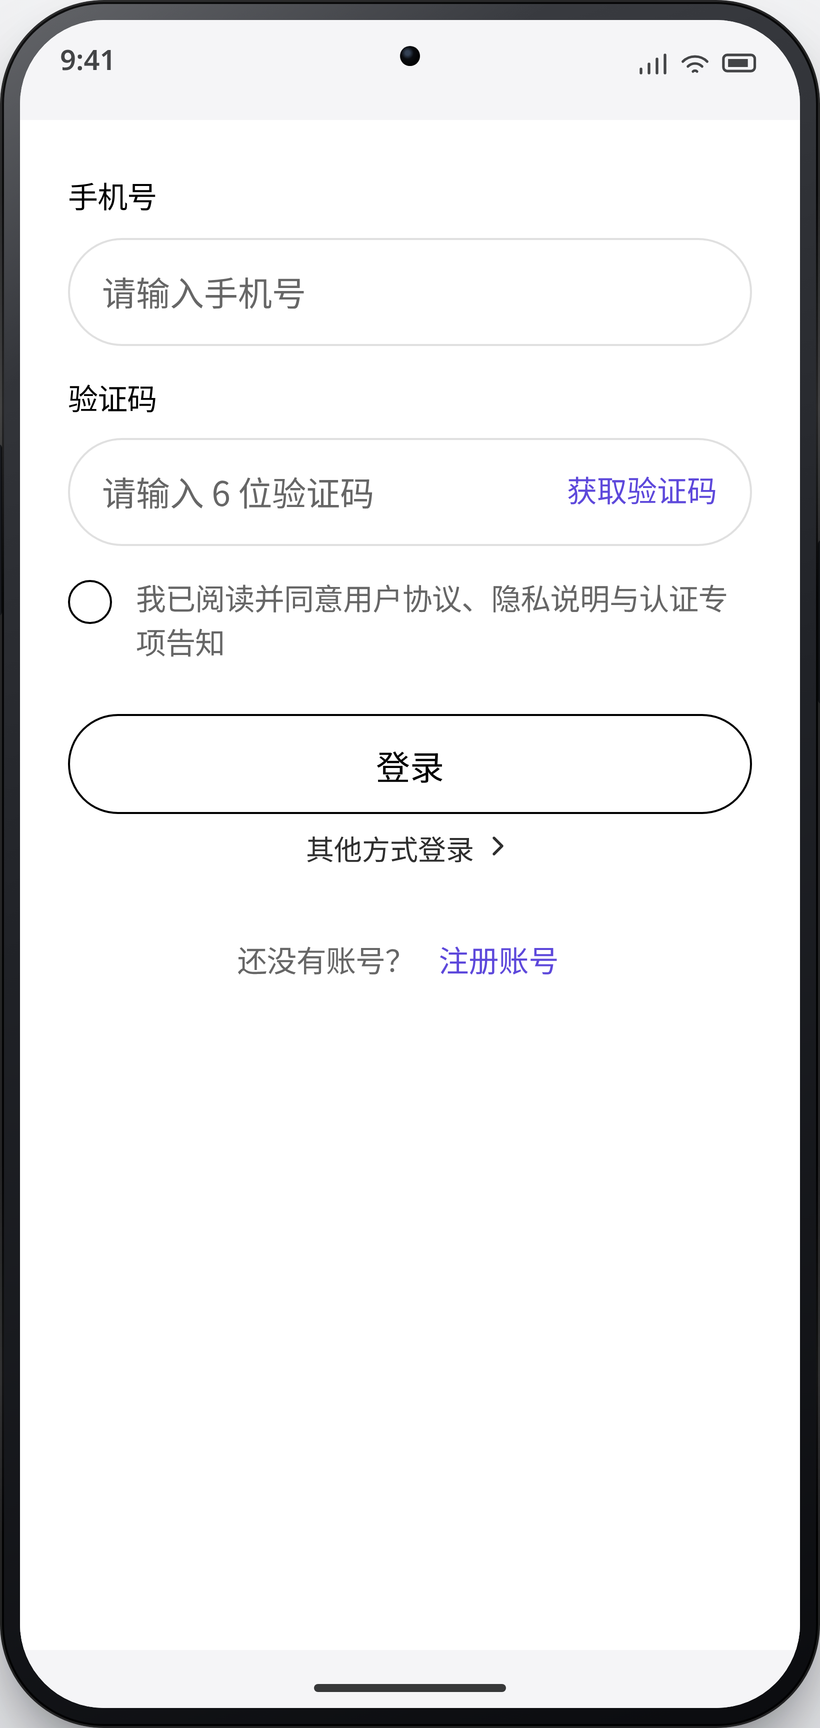 9:41
手机号
请输入手机号
验证码
请输入 6 位验证码 获取验证码
我已阅读并同意用户协议、隐私说明与认证专
项告知
登录
其他方式登录
还没有账号？ 注册账号